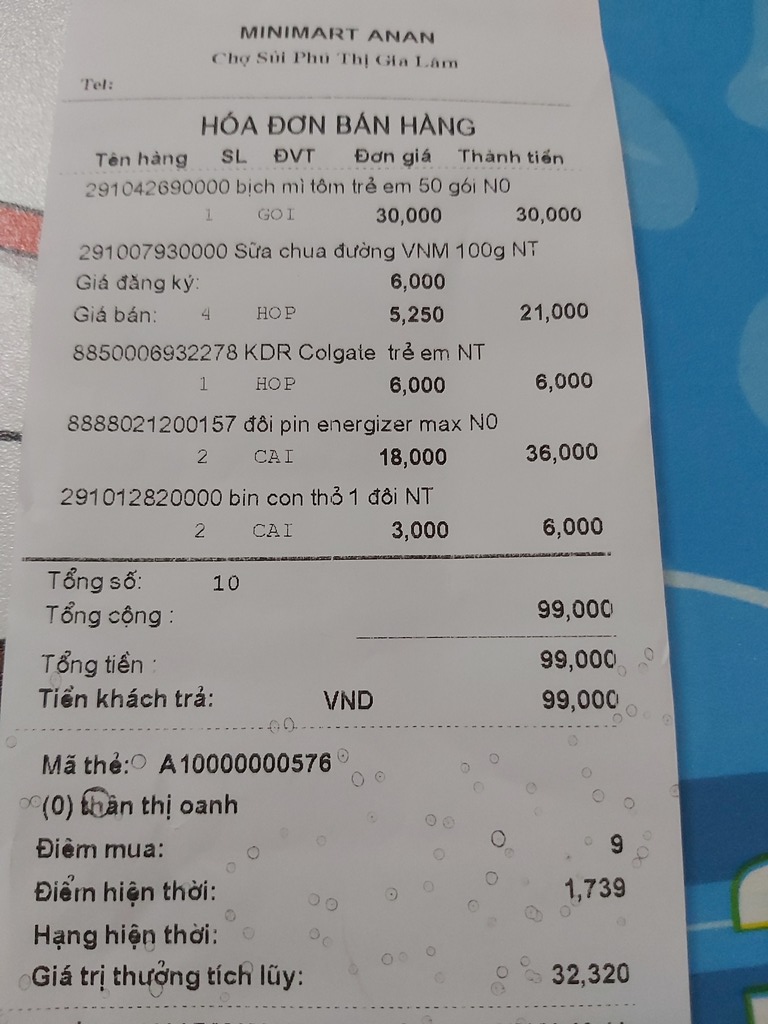 MINIMART ANAN
Chợ Sủi Phú Thị Gia Lâm
Tel:
HÓA ĐƠN BÁN HÀNG
Tên hàng SL ĐVT Đơn giá Thành tiền
291042690000 bịch mì tôm trẻ em 50 gói N0
1 GOI 30,000 30,000
291007930000 Sữa chua đường VNM 100g NT
Giá đăng ký: 6,000
Giá bán: 4 HOP 5,250 21,000
8850006932278 KDR Colgate trẻ em NT
1 HOP 6,000 6,000
8888021200157 đôi pin energizer max N0
2 CAI 18,000 36,000
291012820000 bin con thỏ 1 đôi NT
2 CAI 3,000 6,000
Tổng số: 10
Tổng cộng : 99,000
Tổng tiền : 99,000
Tiền khách trả: VND 99,000
Mã thẻ: A10000000576
(0) thân thị oanh
Điểm mua: 9
Điểm hiện thời: 1,739
Hạng hiện thời:
Giá trị thưởng tích lũy: 32,320